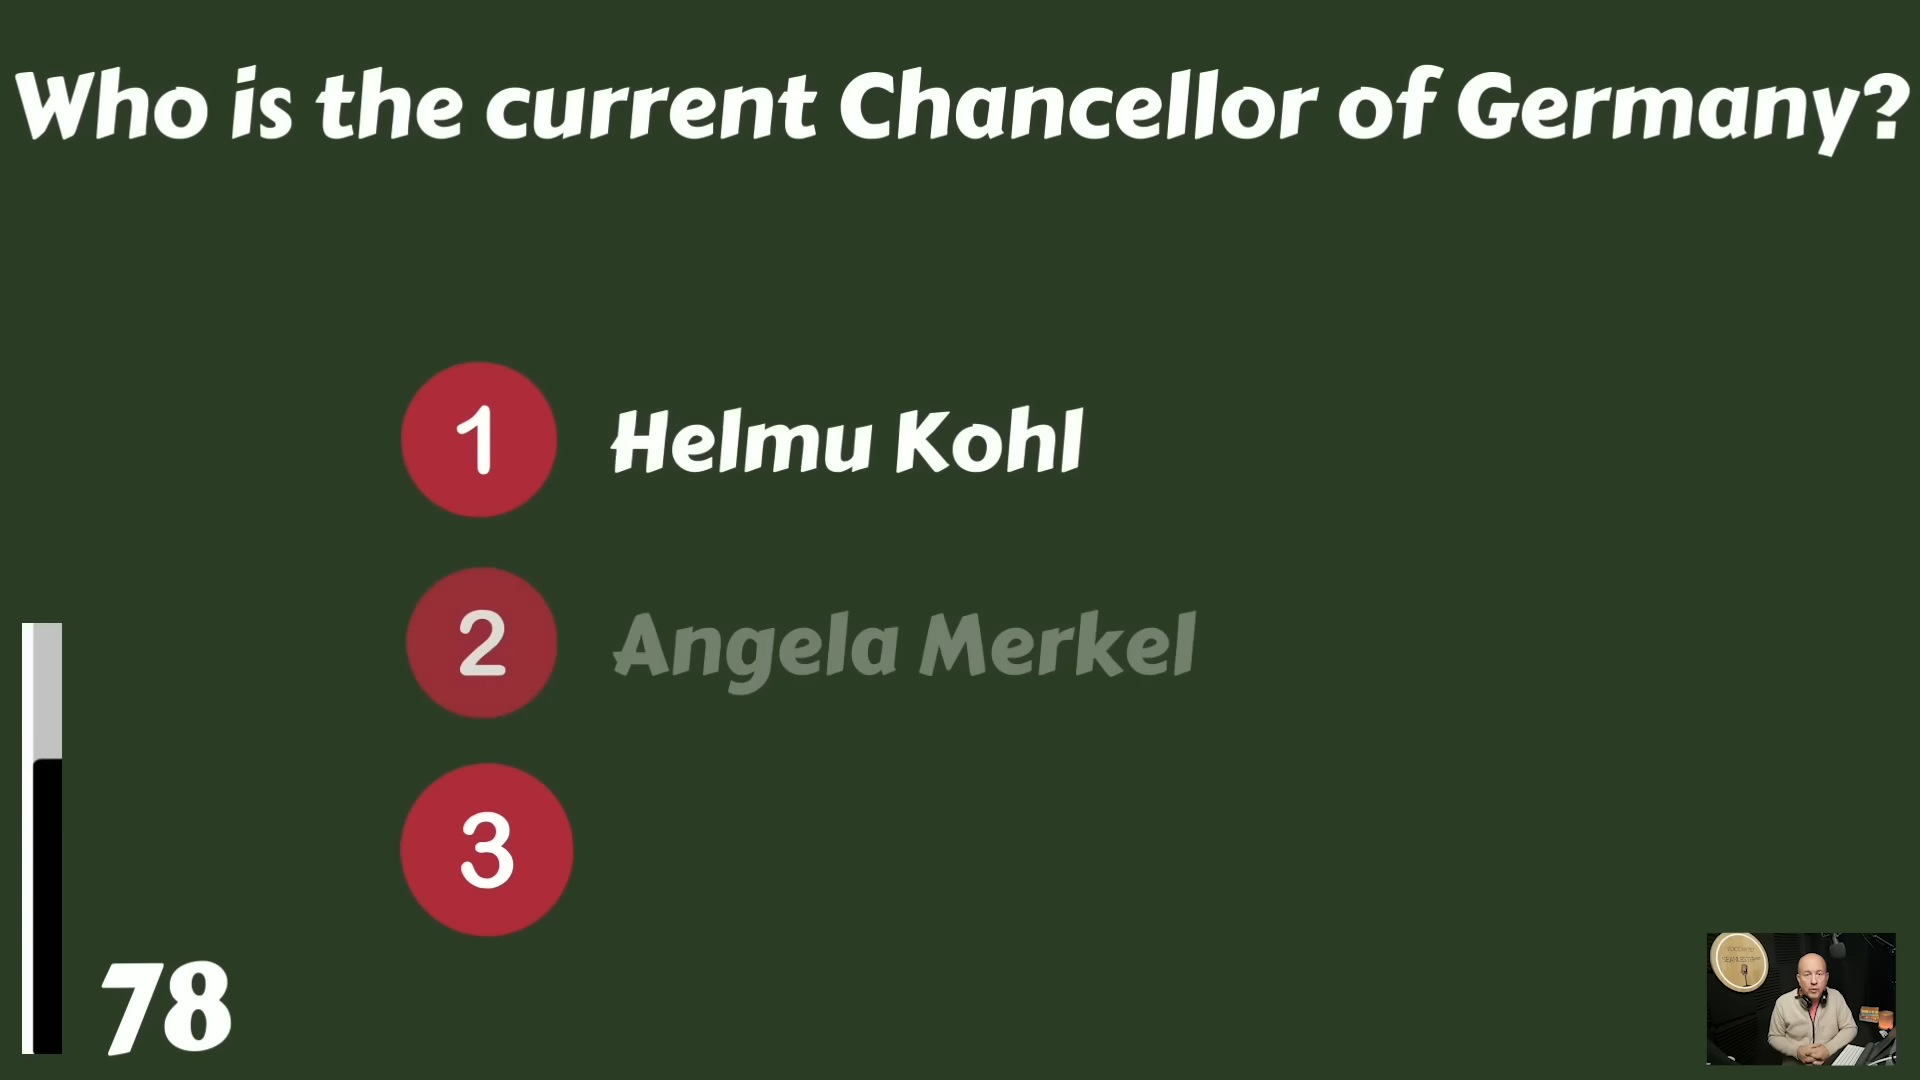 Who is the current Chancellor of Germany?
1 Helmu Kohl
2 Angela Merkel
3
78